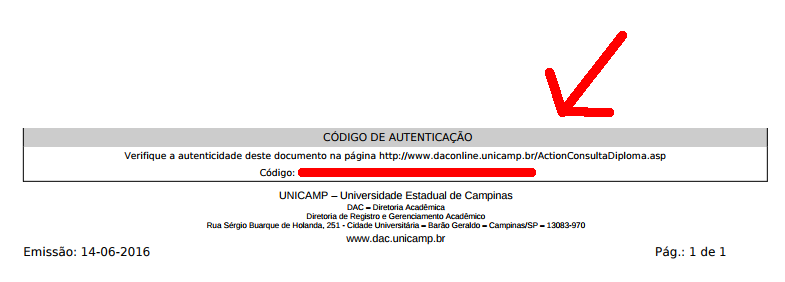 CÓDIGO DE AUTENTICAÇÃO
Verifique a autenticidade deste documento na página http://www.daconline.unicamp.br/ActionConsultaDiploma.asp
Código:
UNICAMP – Universidade Estadual de Campinas
DAC – Diretoria Acadêmica
Diretoria de Registro e Gerenciamento Acadêmico
Rua Sérgio Buarque de Holanda, 251 - Cidade Universitária – Barão Geraldo – Campinas/SP – 13083-970
www.dac.unicamp.br
Emissão: 14-06-2016 Pág.: 1 de 1